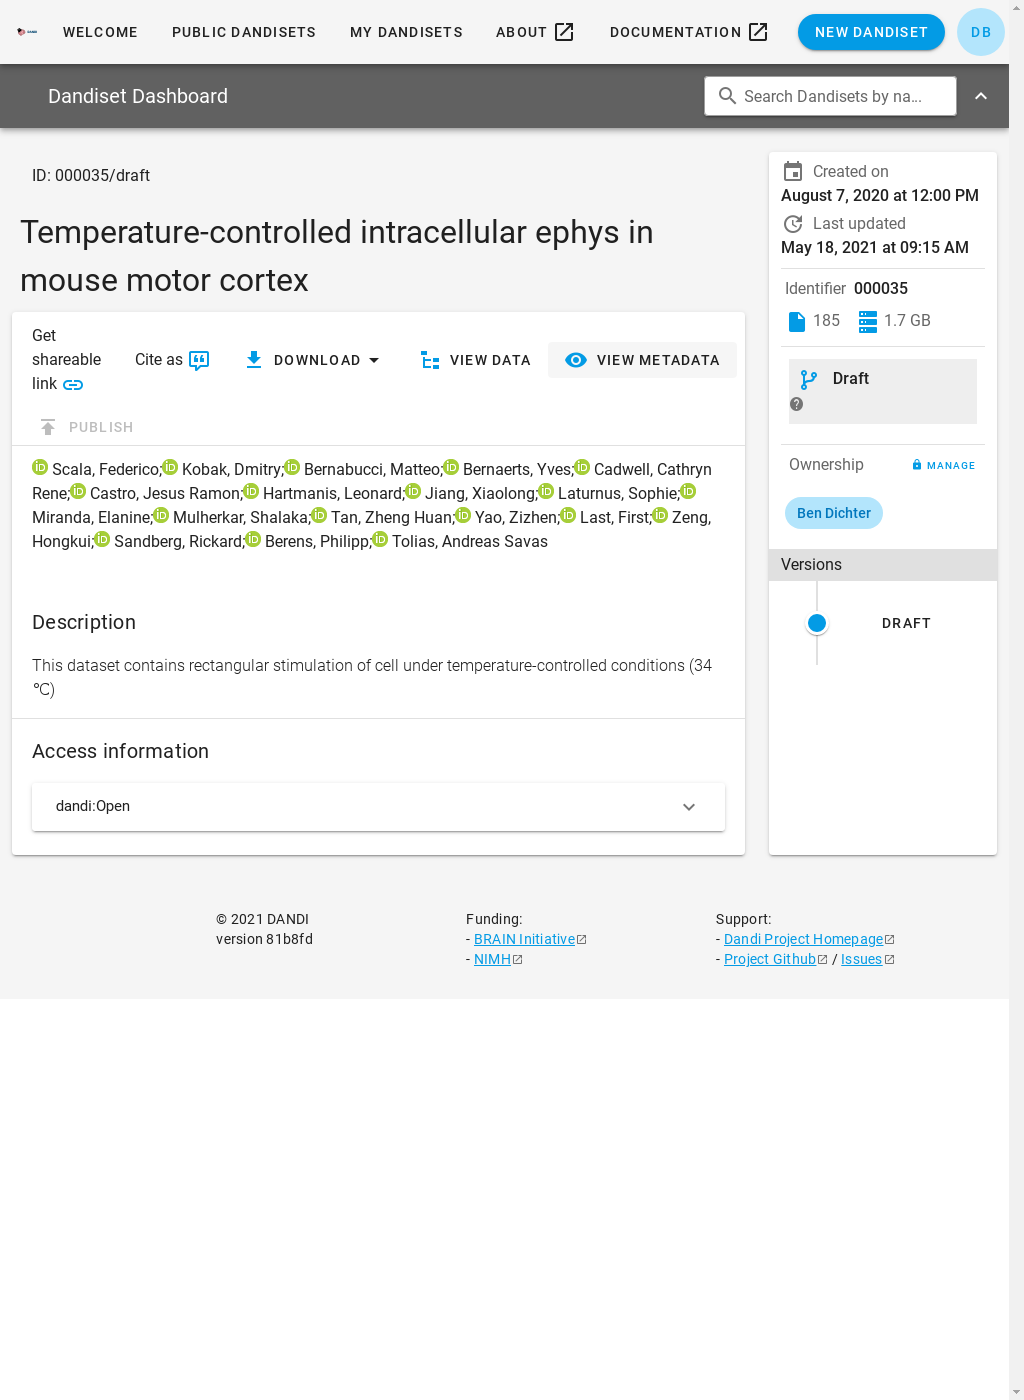 WELCOME PUBLIC DANDISETS MY DANDISETS ABOUT DOCUMENTATION NEW DANDISET DB
Dandiset Dashboard Search Dandisets by na...
ID: 000035/draft
Temperature-controlled intracellular ephys in
mouse motor cortex
Get
shareable
link
Cite as DOWNLOAD VIEW DATA VIEW METADATA
PUBLISH
Scala, Federico; Kobak, Dmitry; Bernabucci, Matteo; Bernaerts, Yves; Cadwell, Cathryn
Rene; Castro, Jesus Ramon; Hartmanis, Leonard; Jiang, Xiaolong; Laturnus, Sophie;
Miranda, Elanine; Mulherkar, Shalaka; Tan, Zheng Huan; Yao, Zizhen; Last, First; Zeng,
Hongkui; Sandberg, Rickard; Berens, Philipp; Tolias, Andreas Savas
Description
This dataset contains rectangular stimulation of cell under temperature-controlled conditions (34
℃)
Access information
dandi:Open
Created on
August 7, 2020 at 12:00 PM
Last updated
May 18, 2021 at 09:15 AM
Identifier 000035
185 1.7 GB
Draft
Ownership MANAGE
Ben Dichter
Versions
DRAFT
© 2021 DANDI
version 81b8fd
Funding:
- BRAIN Initiative
- NIMH
Support:
- Dandi Project Homepage
- Project Github / Issues